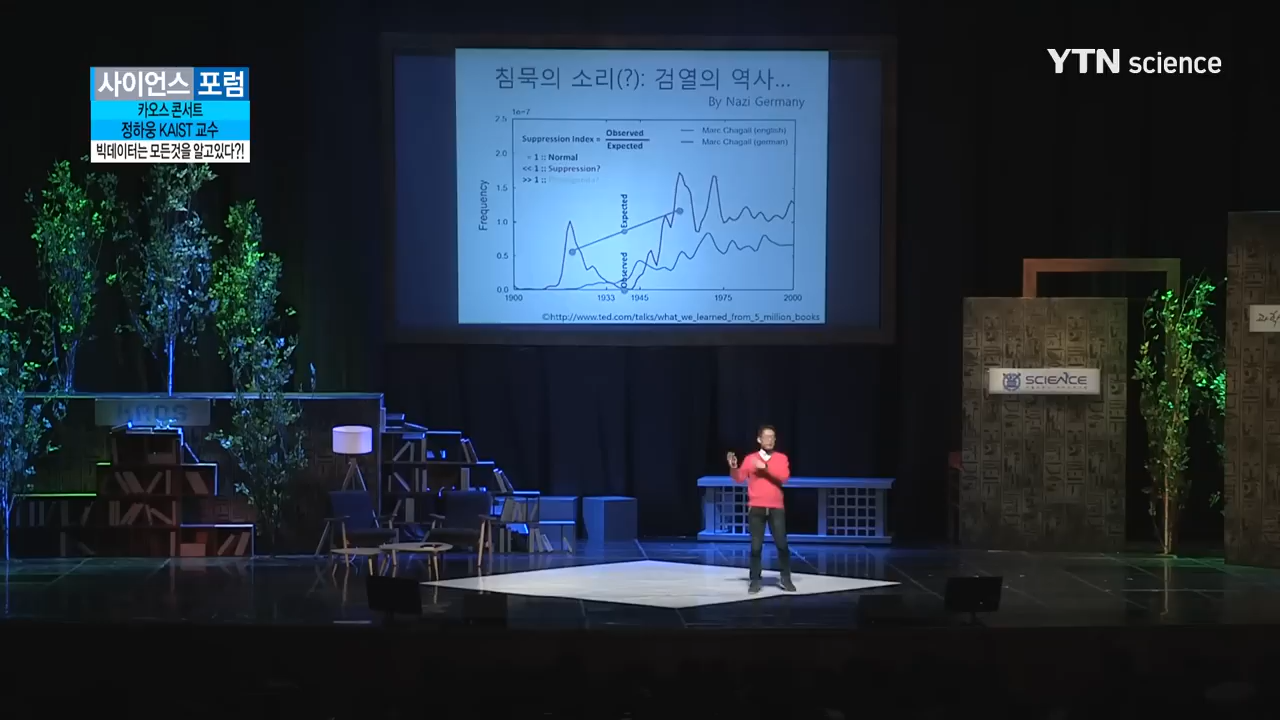 사이언스 포럼
카오스 콘서트
정하웅 KAIST 교수
빅데이터는 모든것을 알고있다?!
YTN science
침묵의 소리(?): 검열의 역사...
By Nazi Germany
1e-7
2.5
2.0
1.5
1.0
0.5
0.0
Frequency
Suppression Index = Observed
Expected
≈ 1 :: Normal
<< 1 :: Suppression?
>> 1 ::
Marc Chagall (english)
Marc Chagall (german)
Expected
Observed
1900 1933 1945 1975 2000
©http://www.ted.com/talks/what_we_learned_from_5_million_books
SCIENCE
KAOS